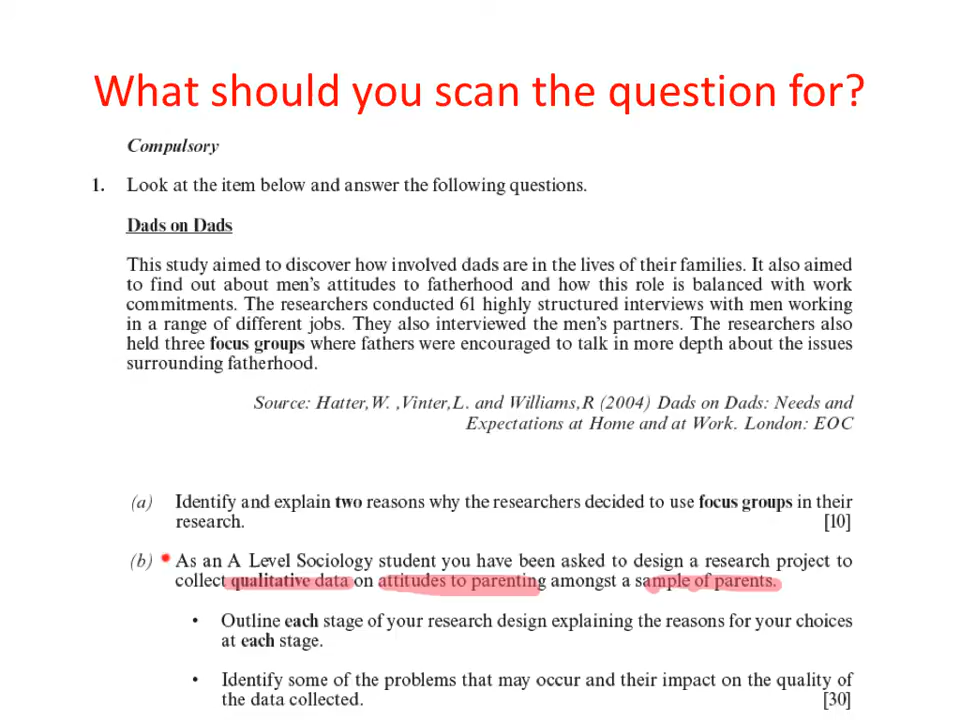 What should you scan the question for?
Compulsory
1. Look at the item below and answer the following questions.
Dads on Dads
This study aimed to discover how involved dads are in the lives of their families. It also aimed
to find out about men's attitudes to fatherhood and how this role is balanced with work
commitments. The researchers conducted 61 highly structured interviews with men working
in a range of different jobs. They also interviewed the men's partners. The researchers also
held three focus groups where fathers were encouraged to talk in more depth about the issues
surrounding fatherhood.
Source: Hatter,W. ,Vinter,L. and Williams,R (2004) Dads on Dads: Needs and
Expectations at Home and at Work. London: EOC
(a) Identify and explain two reasons why the researchers decided to use focus groups in their
research. [10]
(b) As an A Level Sociology student you have been asked to design a research project to
collect qualitative data on attitudes to parenting amongst a sample of parents.
• Outline each stage of your research design explaining the reasons for your choices
at each stage.
• Identify some of the problems that may occur and their impact on the quality of
the data collected. [30]